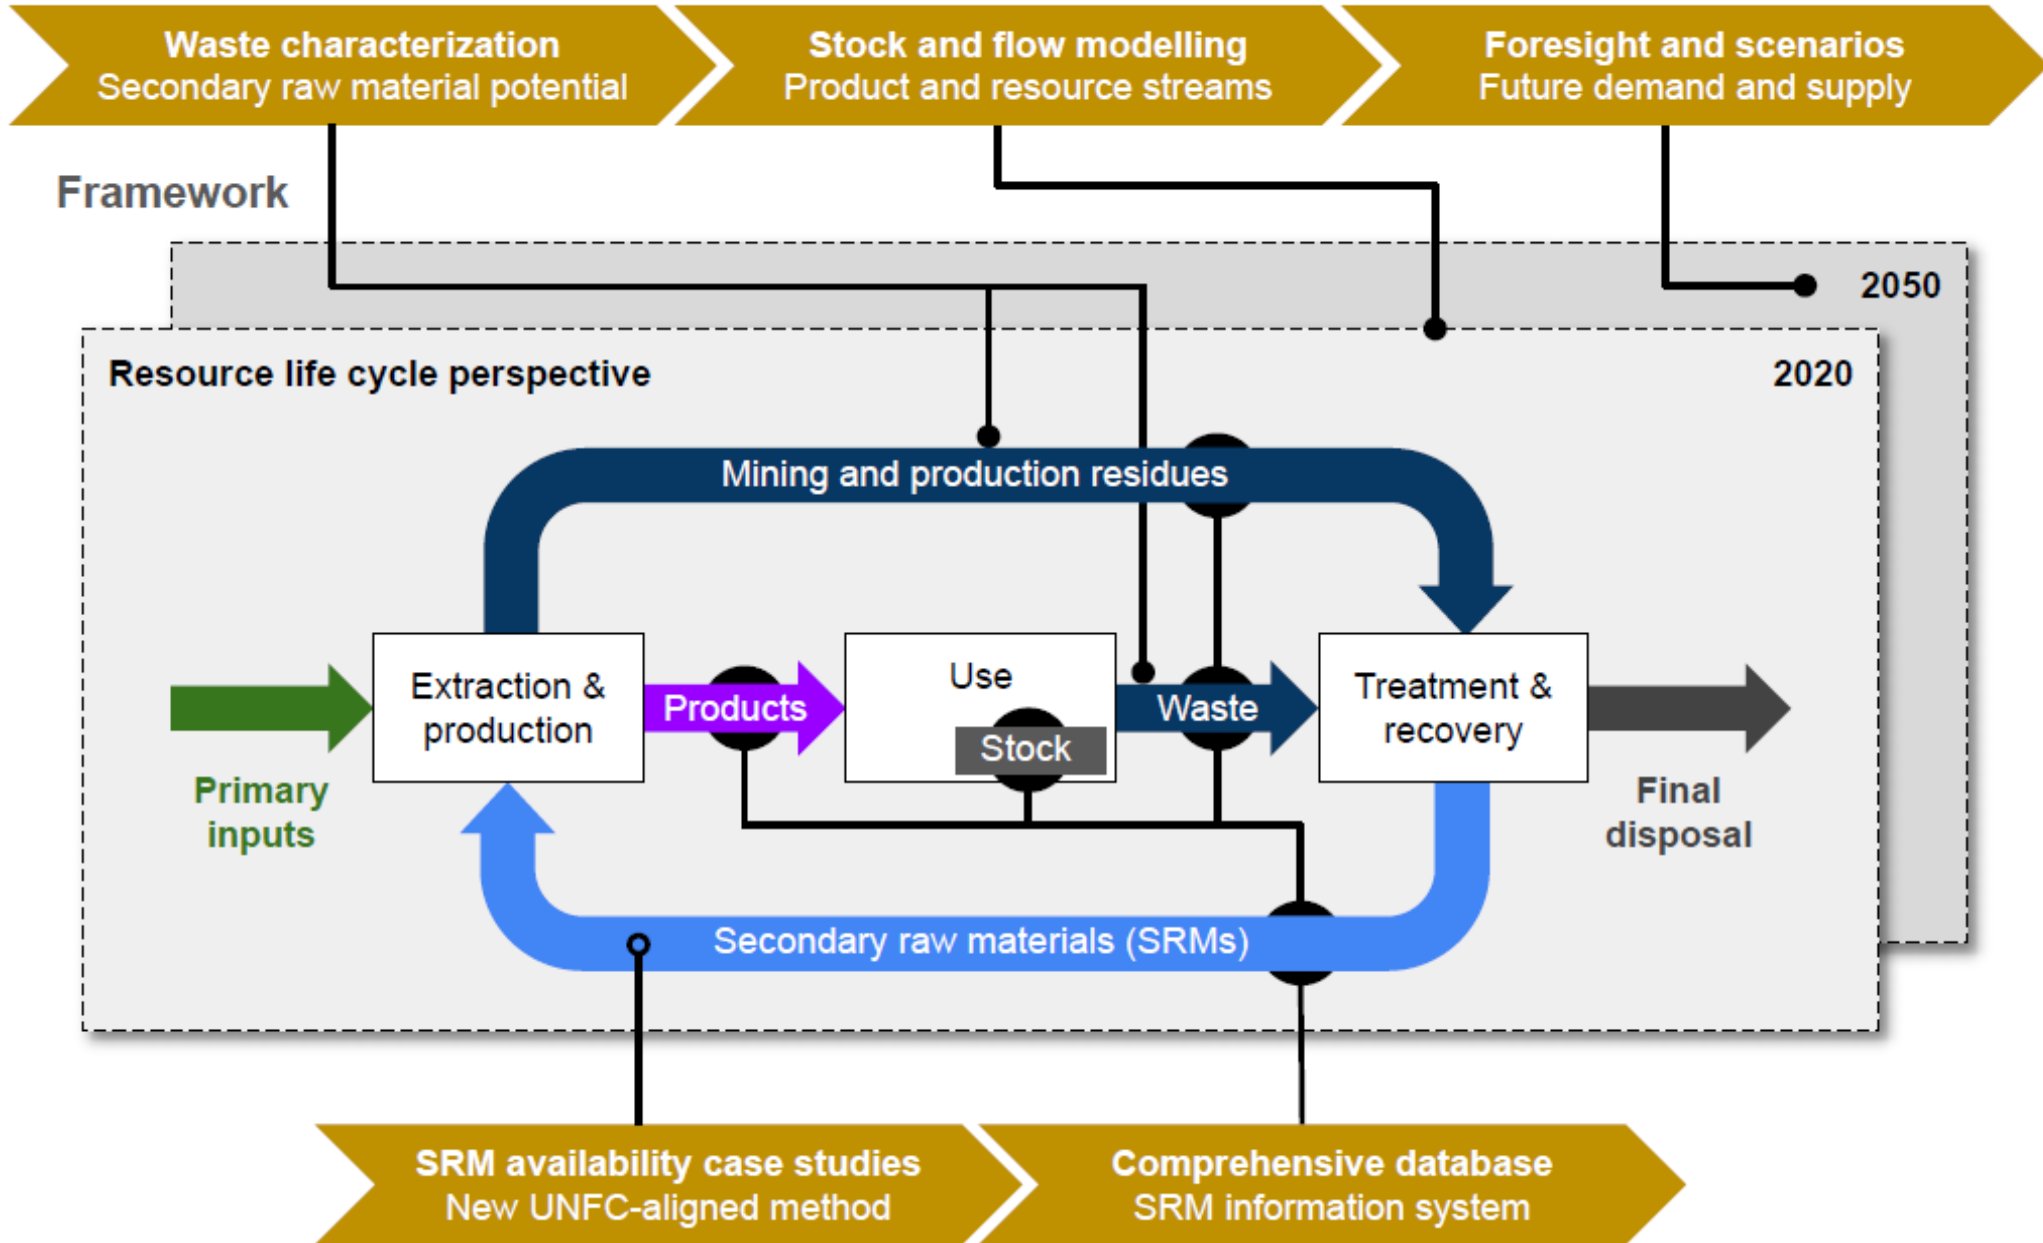 Waste characterization
Secondary raw material potential
Stock and flow modelling
Product and resource streams
Foresight and scenarios
Future demand and supply
Framework
2050
Resource life cycle perspective
2020
Mining and production residues
Extraction &
production
Products
Use
Stock
Waste
Treatment &
recovery
Primary
inputs
Final
disposal
Secondary raw materials (SRMs)
SRM availability case studies
New UNFC-aligned method
Comprehensive database
SRM information system